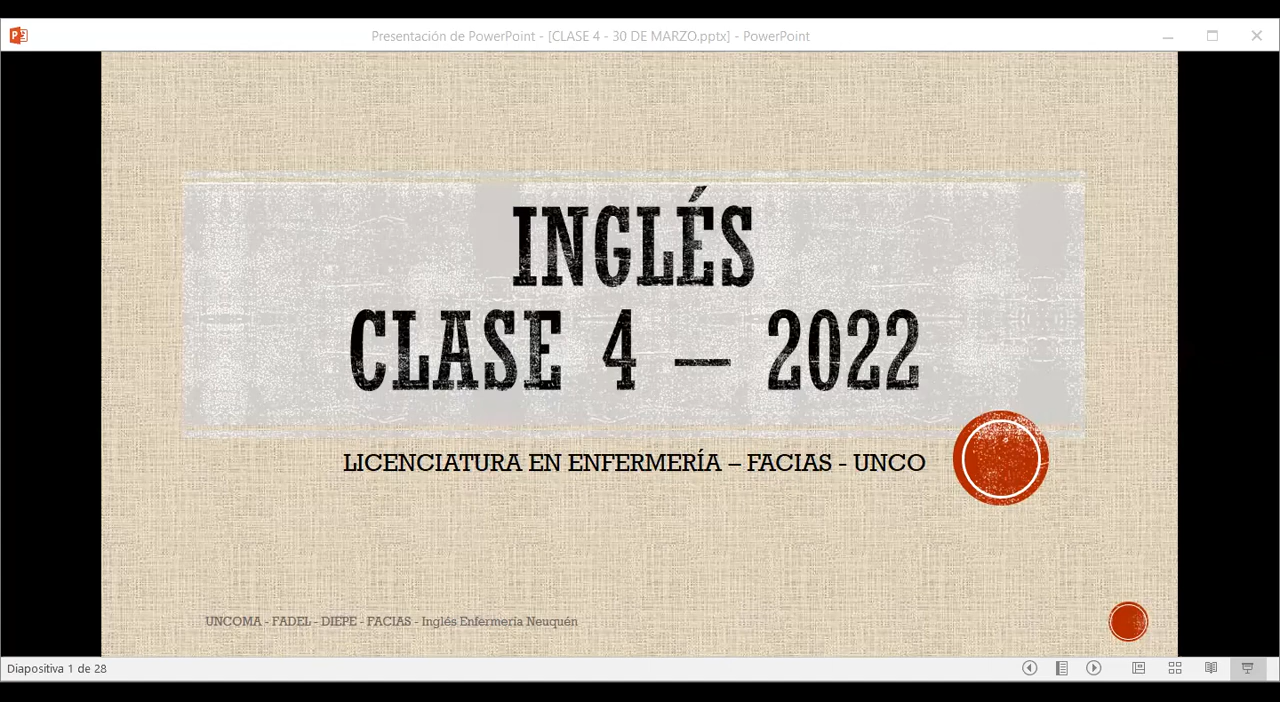 Presentación de PowerPoint - [CLASE 4 - 30 DE MARZO.pptx] - PowerPoint
INGLÉS
CLASE 4 – 2022
LICENCIATURA EN ENFERMERÍA – FACIAS - UNCO
UNCOMA - FADEL - DIEPE - FACIAS - Inglés Enfermería Neuquén
Diapositiva 1 de 28